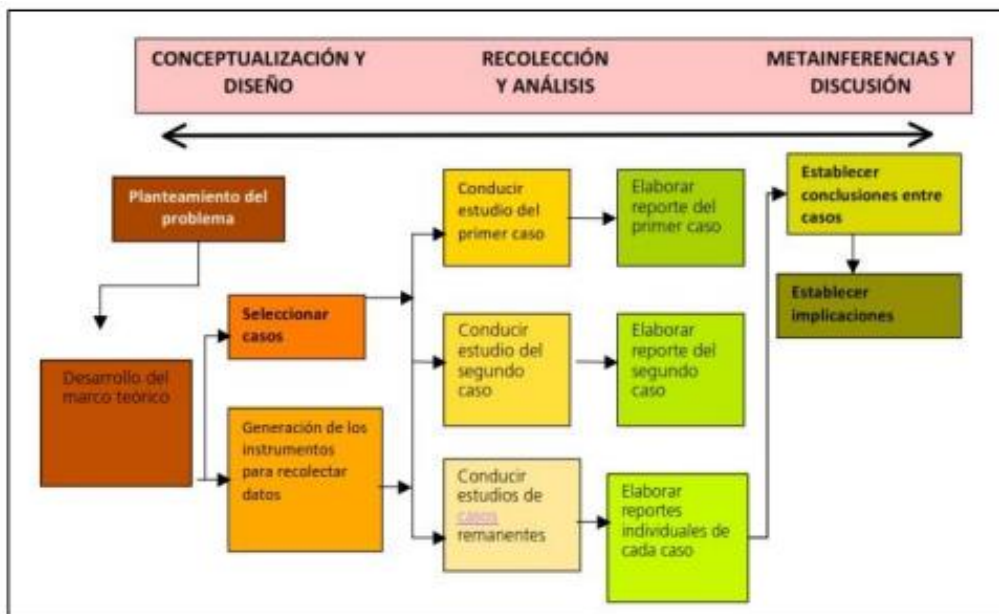 CONCEPTUALIZACIÓN Y
DISEÑO
RECOLECCIÓN
Y ANÁLISIS
METAINFERENCIAS Y
DISCUSIÓN
Planteamiento del
problema
Desarrollo del
marco teórico
Seleccionar
casos
Generación de los
instrumentos
para recolectar
datos
Conducir
estudio del
primer caso
Elaborar
reporte del
primer caso
Conducir
estudio del
segundo
caso
Elaborar
reporte del
segundo
caso
Conducir
estudios de
casos
remanentes
Elaborar
reportes
individuales de
cada caso
Establecer
conclusiones entre
casos
Establecer
implicaciones